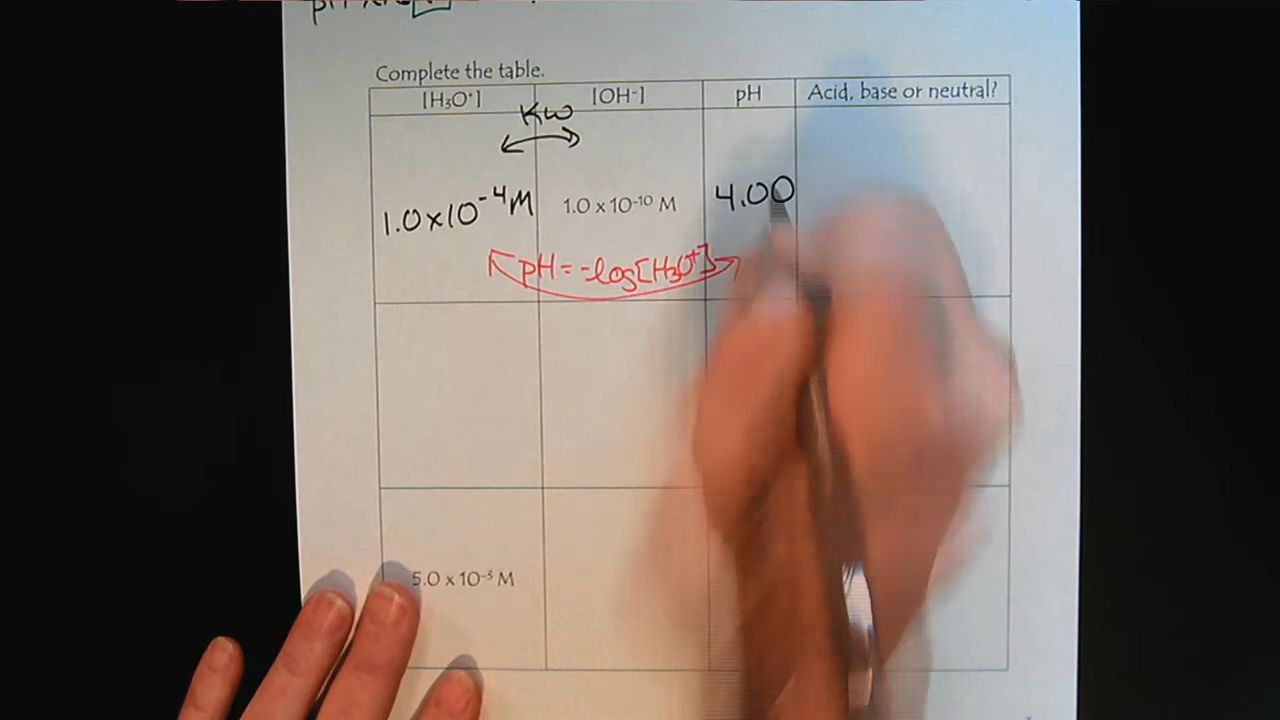 pH
Complete the table.
[H₃O⁺] [OH-] pH Acid, base or neutral?
Kw
1.0x10⁻⁴M 1.0 x 10⁻¹⁰ M 4.00
pH = -log[H₃O⁺]
5.0 x 10⁻³ M